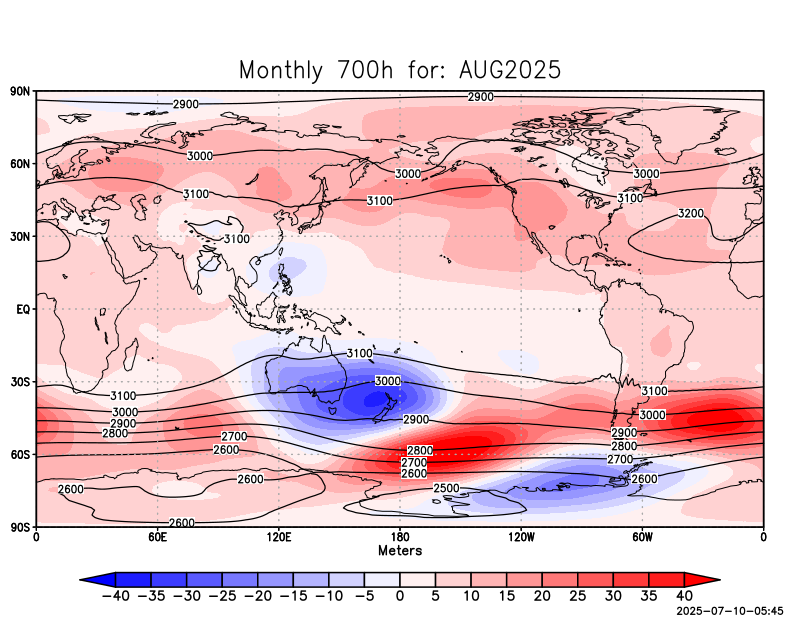 Monthly 700h for: AUG2025
90N
2900
2900
60N
3000
3000
3000
3100
3100
3100
3200
30N
3100
EQ
3100
30S
3000
3100
3100
3000
3000
2900
2900
2900
2800
2700
2800
2800
2600
2700
2700
60S
2600
2600
2600
2600
2500
2600
90S
0
60E
120E
180
120W
60W
0
Meters
−40 −35 −30 −25 −20 −15 −10 −5 0 5 10 15 20 25 30 35 40
2025-07-10-05:45